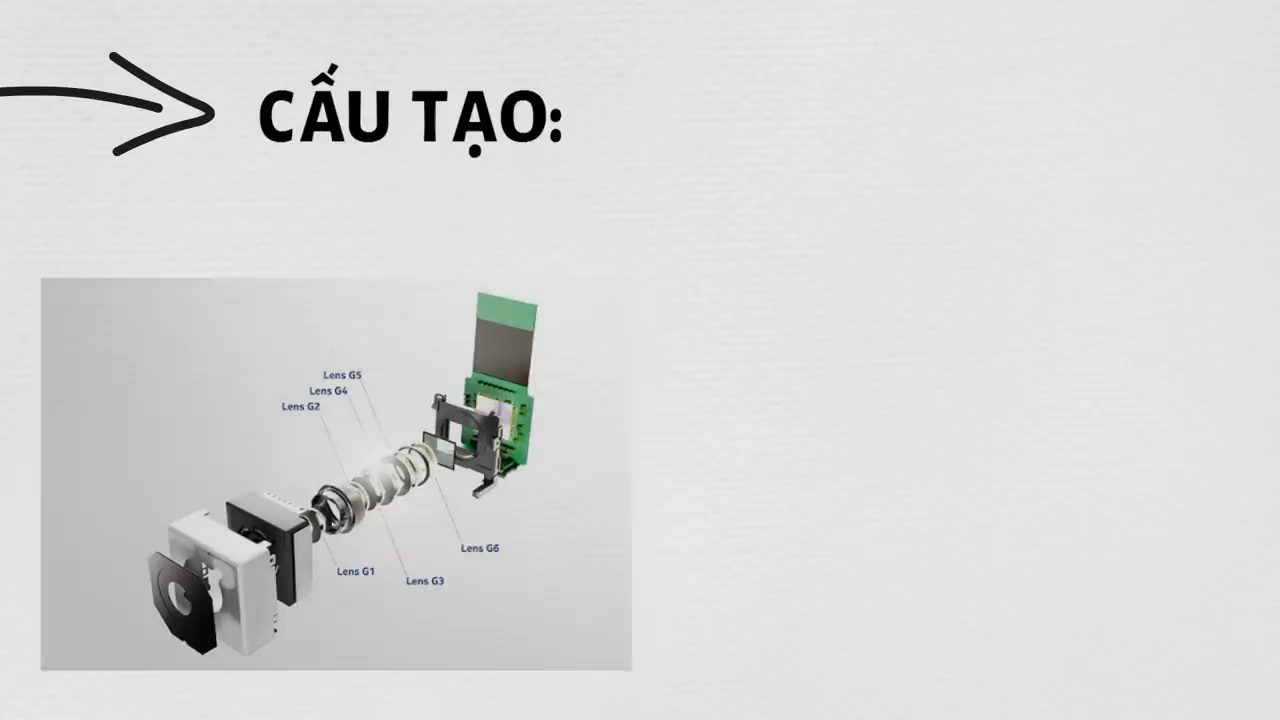 CẤU TẠO:
Lens G5
Lens G4
Lens G2
Lens G6
Lens G1
Lens G3